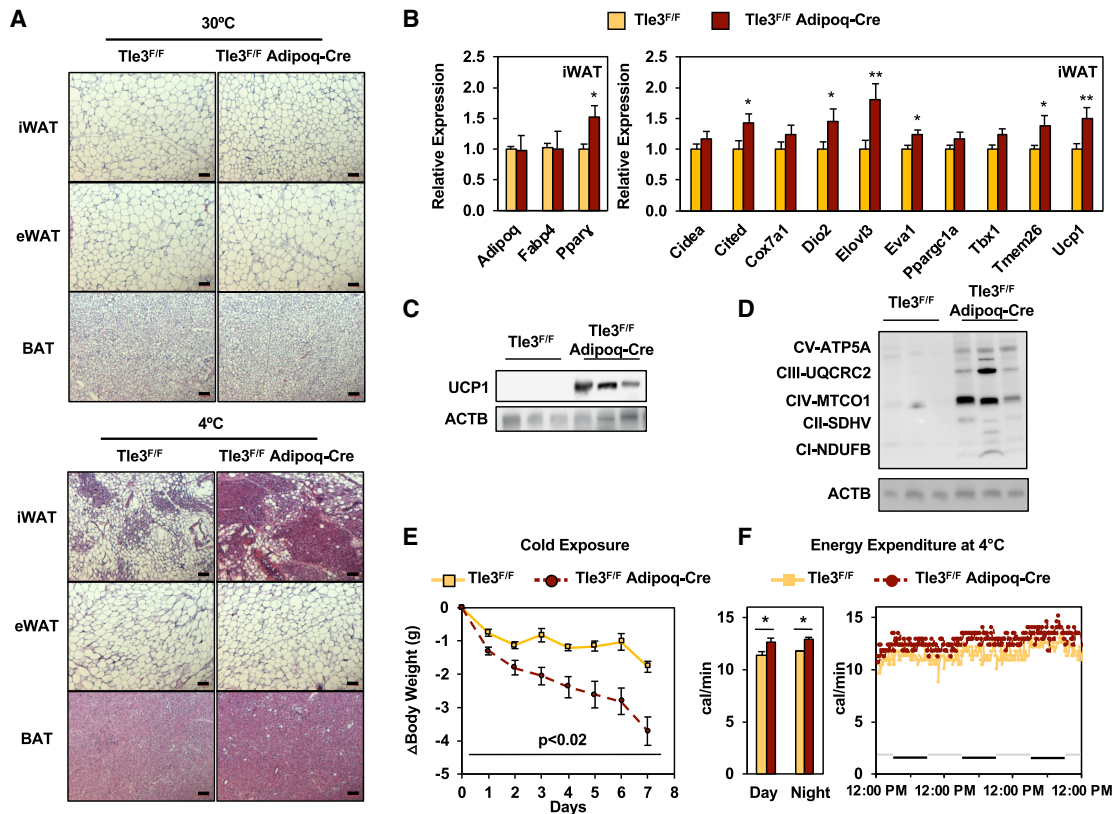 A
30ºC
Tle3F/F
Tle3F/F Adipoq-Cre
iWAT
eWAT
BAT
4ºC
Tle3F/F
Tle3F/F Adipoq-Cre
iWAT
eWAT
BAT
B
Tle3F/F
Tle3F/F Adipoq-Cre
Relative Expression
2.5
2.0
1.5
1.0
0.5
0.0
iWAT
*
Adipoq
Fabp4
Pparγ
Relative Expression
2.5
2.0
1.5
1.0
0.5
0.0
iWAT
*
*
**
*
*
**
Cidea
Cited
Cox7a1
Dio2
Elovl3
Eva1
Ppargc1a
Tbx1
Tmem26
Ucp1
C
Tle3F/F
Tle3F/F
Adipoq-Cre
UCP1
ACTB
D
Tle3F/F
Tle3F/F
Adipoq-Cre
CV-ATP5A
CIII-UQCRC2
CIV-MTCO1
CII-SDHV
CI-NDUFB
ACTB
E
Cold Exposure
Tle3F/F
Tle3F/F Adipoq-Cre
△Body Weight (g)
0
-1
-2
-3
-4
-5
p<0.02
0 1 2 3 4 5 6 7 8
Days
F
Energy Expenditure at 4°C
Tle3F/F
Tle3F/F Adipoq-Cre
cal/min
15
10
5
0
*
*
Day
Night
cal/min
15
10
5
0
12:00 PM 12:00 PM 12:00 PM 12:00 PM